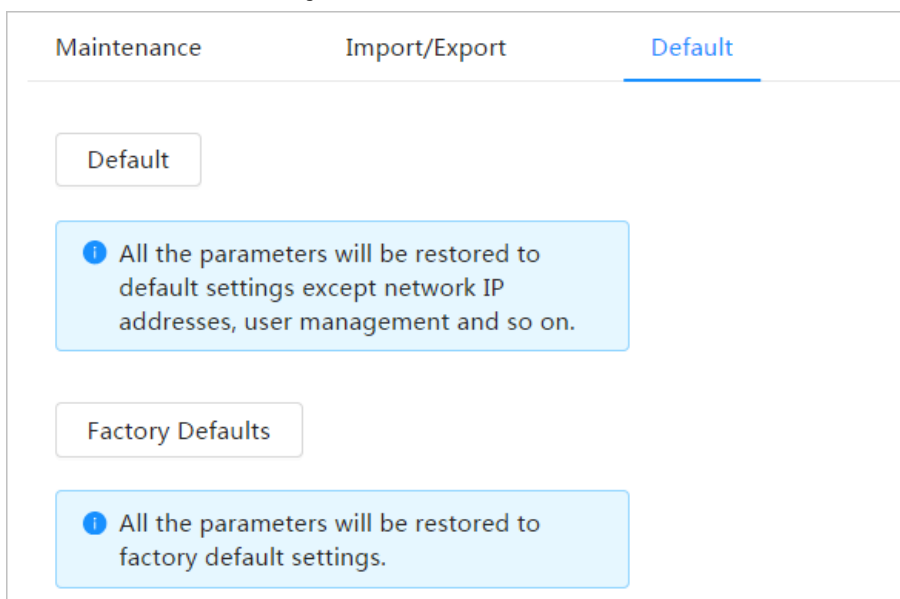 Maintenance Import/Export Default
Default
All the parameters will be restored to
default settings except network IP
addresses, user management and so on.
Factory Defaults
All the parameters will be restored to
factory default settings.